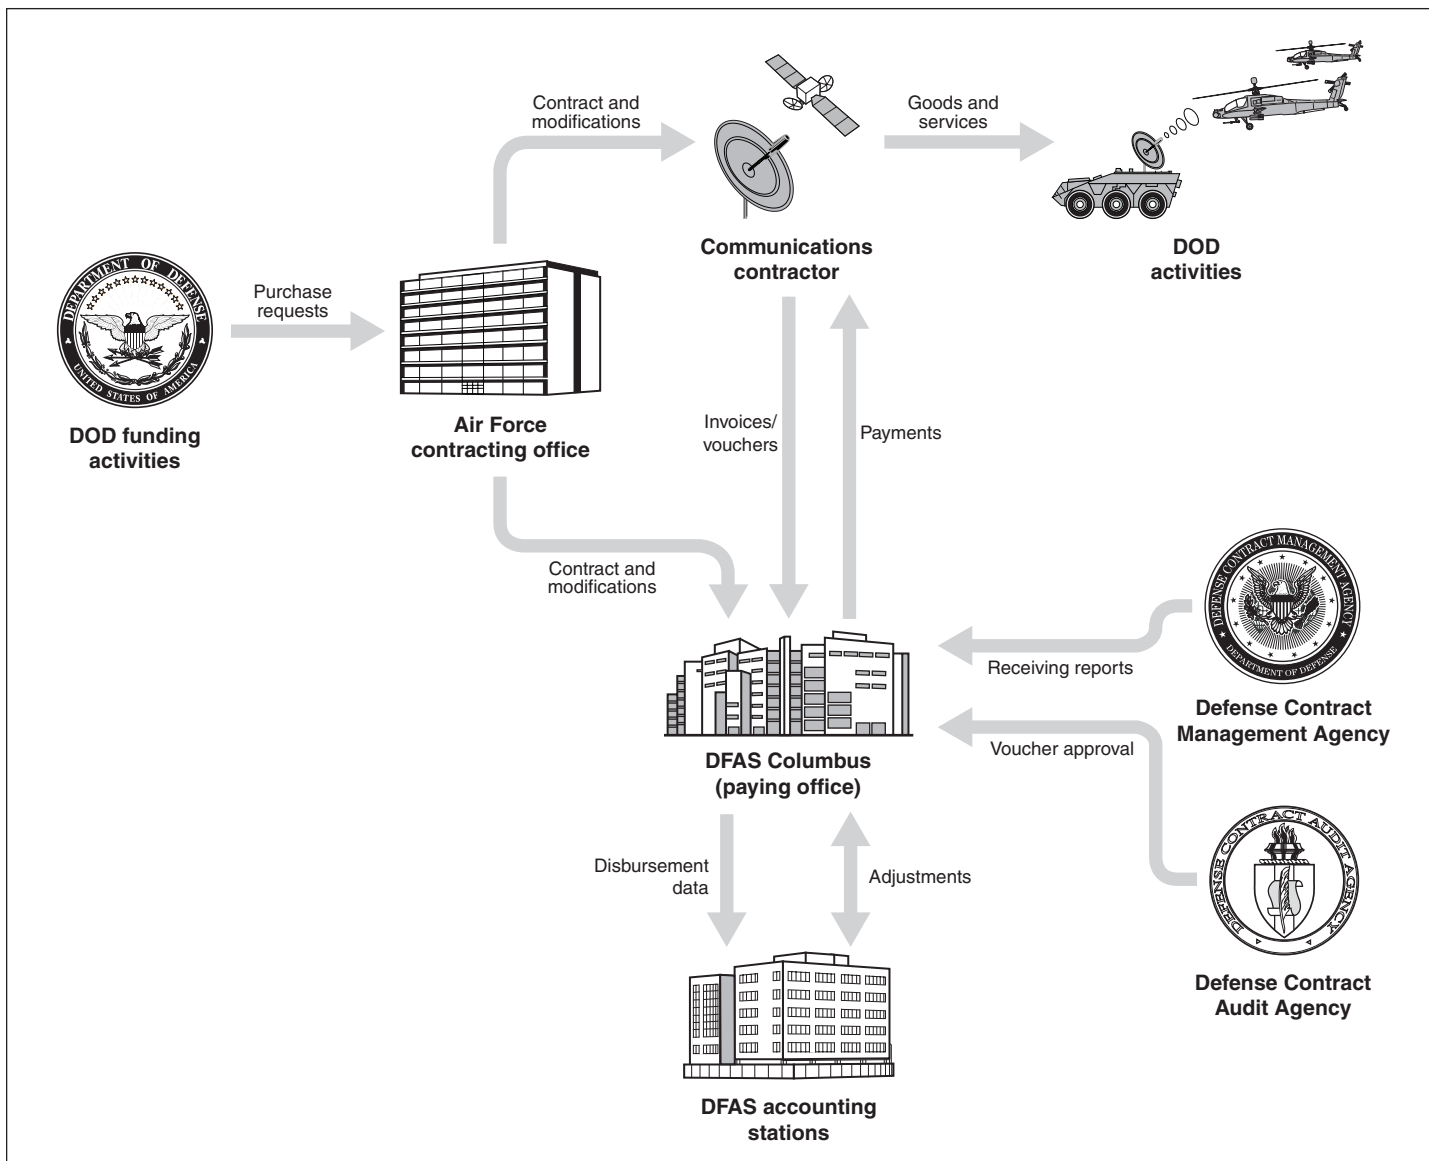 Contract and
modifications
Goods and
services
Communications
contractor
DOD
activities
DEPARTMENT OF DEFENSE
UNITED STATES OF AMERICA
Purchase
requests
DOD funding
activities
Air Force
contracting office
Invoices/
vouchers
Payments
Contract and
modifications
DEFENSE CONTRACT MANAGEMENT AGENCY
DEPARTMENT OF DEFENSE
Receiving reports
Defense Contract
Management Agency
DFAS Columbus
(paying office)
Voucher approval
DEFENSE CONTRACT AUDIT AGENCY
Disbursement
data
Adjustments
Defense Contract
Audit Agency
DFAS accounting
stations